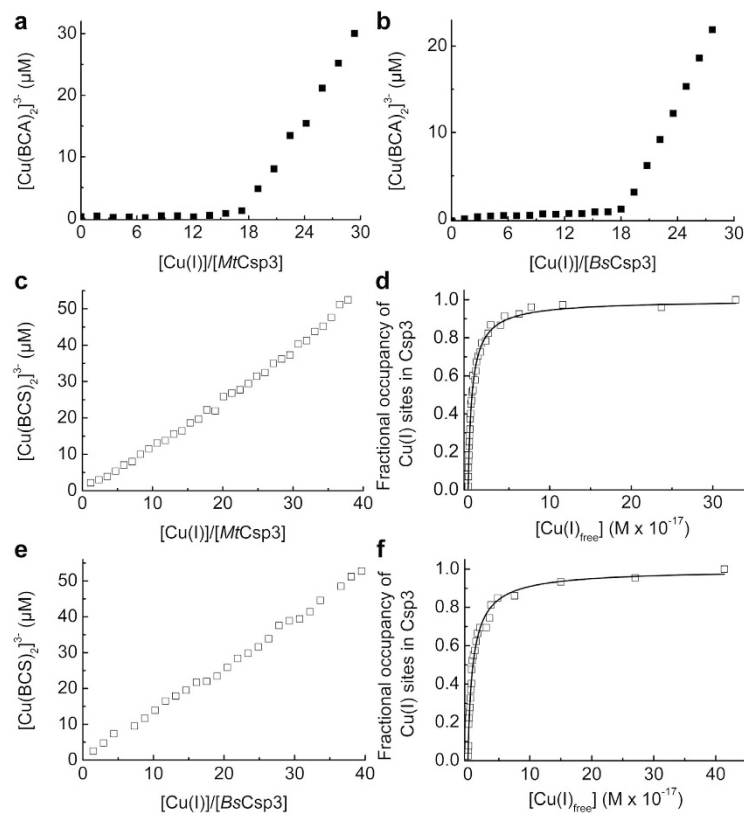 a
[Cu(BCA)₂]³⁻ (μM)
30
20
10
0
0 6 12 18 24 30
[Cu(I)]/[MtCsp3]
b
[Cu(BCA)₂]³⁻ (μM)
20
10
0
0 6 12 18 24 30
[Cu(I)]/[BsCsp3]
c
[Cu(BCS)₂]³⁻ (μM)
50
40
30
20
10
0
0 10 20 30 40
[Cu(I)]/[MtCsp3]
d
Fractional occupancy of
Cu(I) sites in Csp3
1.0
0.8
0.6
0.4
0.2
0.0
0 10 20 30
[Cu(I)free] (M x 10⁻¹⁷)
e
[Cu(BCS)₂]³⁻ (μM)
50
40
30
20
10
0
0 10 20 30 40
[Cu(I)]/[BsCsp3]
f
Fractional occupancy of
Cu(I) sites in Csp3
1.0
0.8
0.6
0.4
0.2
0.0
0 10 20 30 40
[Cu(I)free] (M x 10⁻¹⁷)